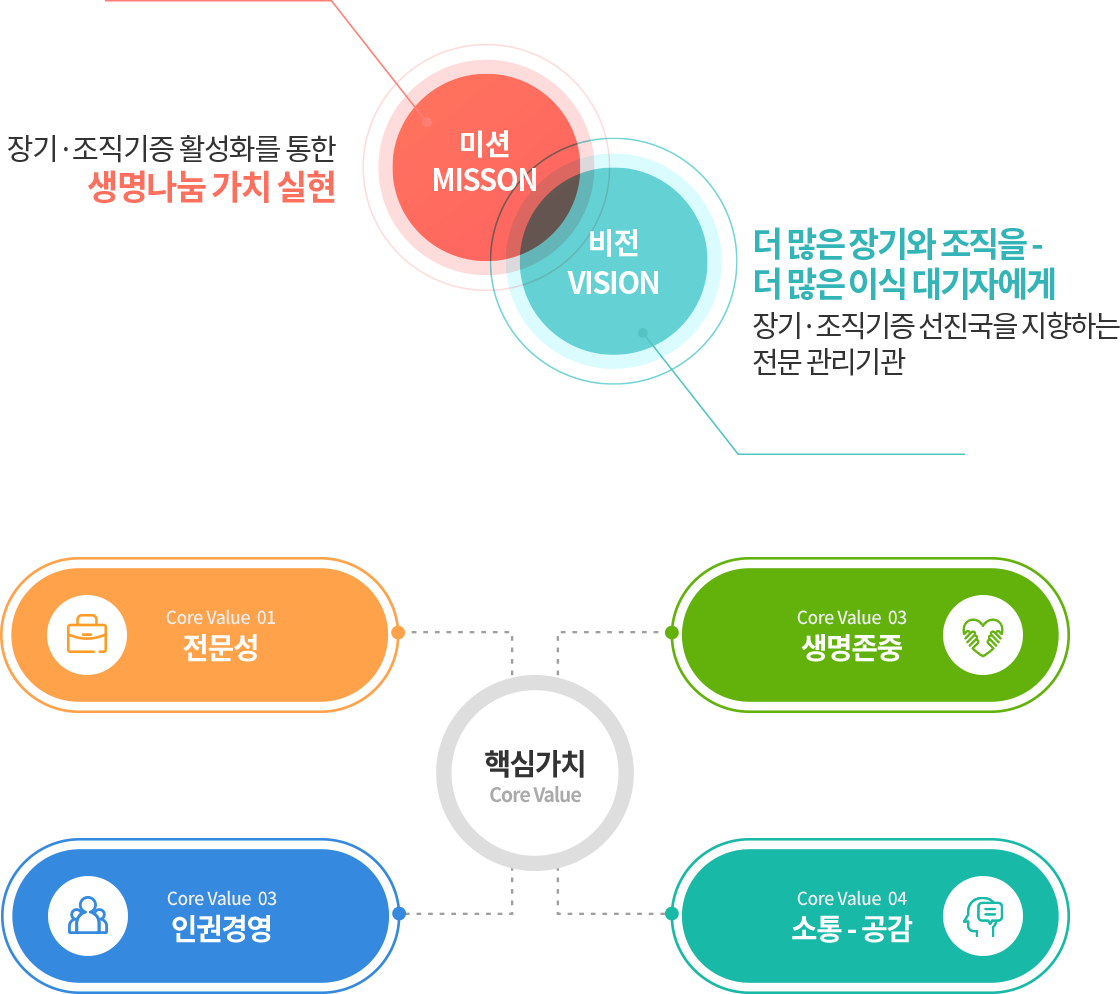 장기·조직기증 활성화를 통한
생명나눔 가치 실현
미션
MISSON
비전
VISION
더 많은 장기와 조직을 -
더 많은 이식 대기자에게
장기·조직기증 선진국을 지향하는
전문 관리기관
Core Value 01
전문성
Core Value 03
생명존중
핵심가치
Core Value
Core Value 03
인권경영
Core Value 04
소통 - 공감